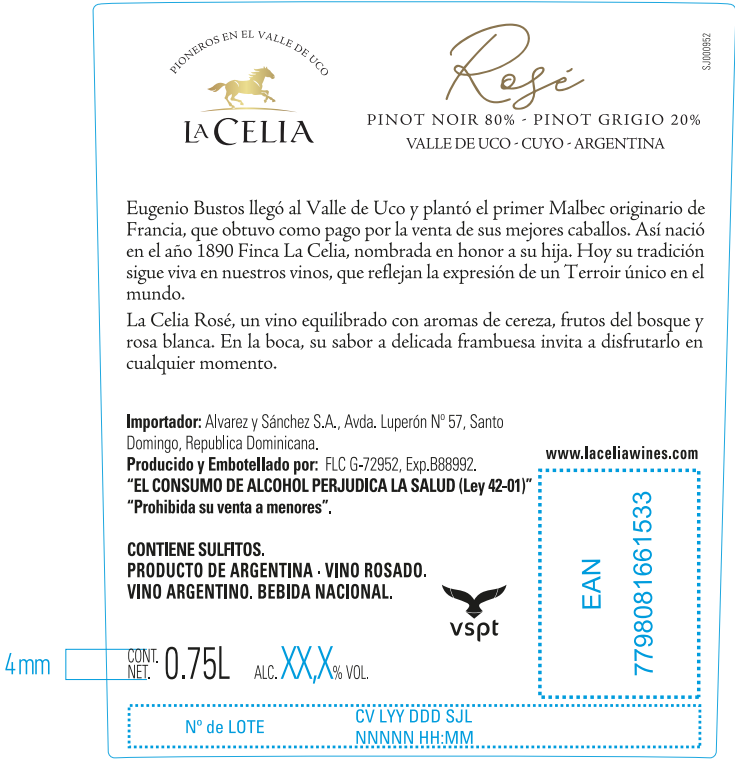 PIONEROS EN EL VALLE DE UCO
LA CELIA
Rosé
PINOT NOIR 80% - PINOT GRIGIO 20%
VALLE DE UCO - CUYO - ARGENTINA
SJ000952
Eugenio Bustos llegó al Valle de Uco y plantó el primer Malbec originario de
Francia, que obtuvo como pago por la venta de sus mejores caballos. Así nació
en el año 1890 Finca La Celia, nombrada en honor a su hija. Hoy su tradición
sigue viva en nuestros vinos, que reflejan la expresión de un Terroir único en el
mundo.
La Celia Rosé, un vino equilibrado con aromas de cereza, frutos del bosque y
rosa blanca. En la boca, su sabor a delicada frambuesa invita a disfrutarlo en
cualquier momento.
Importador: Alvarez y Sánchez S.A., Avda. Luperón Nº 57, Santo
Domingo, Republica Dominicana.
Producido y Embotellado por: FLC G-72952, Exp.B88992.
"EL CONSUMO DE ALCOHOL PERJUDICA LA SALUD (Ley 42-01)"
"Prohibida su venta a menores".
www.laceliawines.com
CONTIENE SULFITOS.
PRODUCTO DE ARGENTINA · VINO ROSADO.
VINO ARGENTINO. BEBIDA NACIONAL.
vspt
EAN
7798081661533
4 mm
CONT. NET. 0.75L ALC. XX,X% VOL.
Nº de LOTE
CV LYY DDD SJL
NNNNN HH:MM